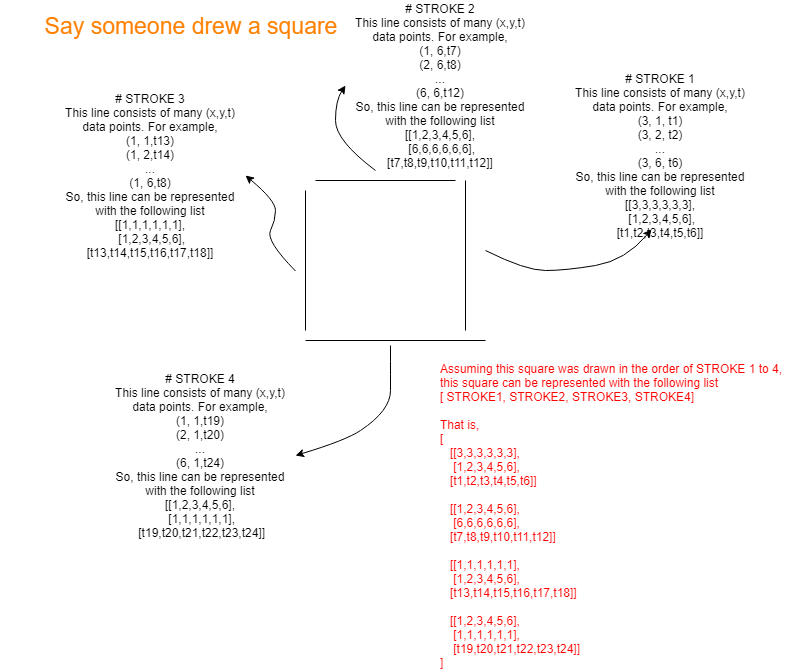 Say someone drew a square
# STROKE 2
This line consists of many (x,y,t)
data points. For example,
(1, 6,t7)
(2, 6,t8)
...
(6, 6,t12)
So, this line can be represented
with the following list
[[1,2,3,4,5,6],
[6,6,6,6,6,6],
[t7,t8,t9,t10,t11,t12]]
# STROKE 1
This line consists of many (x,y,t)
data points. For example,
(3, 1, t1)
(3, 2, t2)
...
(3, 6, t6)
So, this line can be represented
with the following list
[[3,3,3,3,3,3],
[1,2,3,4,5,6],
[t1,t2,t3,t4,t5,t6]]
# STROKE 3
This line consists of many (x,y,t)
data points. For example,
(1, 1,t13)
(1, 2,t14)
...
(1, 6,t8)
So, this line can be represented
with the following list
[[1,1,1,1,1,1],
[1,2,3,4,5,6],
[t13,t14,t15,t16,t17,t18]]
# STROKE 4
This line consists of many (x,y,t)
data points. For example,
(1, 1,t19)
(2, 1,t20)
...
(6, 1,t24)
So, this line can be represented
with the following list
[[1,2,3,4,5,6],
[1,1,1,1,1,1],
[t19,t20,t21,t22,t23,t24]]
Assuming this square was drawn in the order of STROKE 1 to 4,
this square can be represented with the following list
[ STROKE1, STROKE2, STROKE3, STROKE4]
That is,
[
[[3,3,3,3,3,3],
[1,2,3,4,5,6],
[t1,t2,t3,t4,t5,t6]]
[[1,2,3,4,5,6],
[6,6,6,6,6,6],
[t7,t8,t9,t10,t11,t12]]
[[1,1,1,1,1,1],
[1,2,3,4,5,6],
[t13,t14,t15,t16,t17,t18]]
[[1,2,3,4,5,6],
[1,1,1,1,1,1],
[t19,t20,t21,t22,t23,t24]]
]